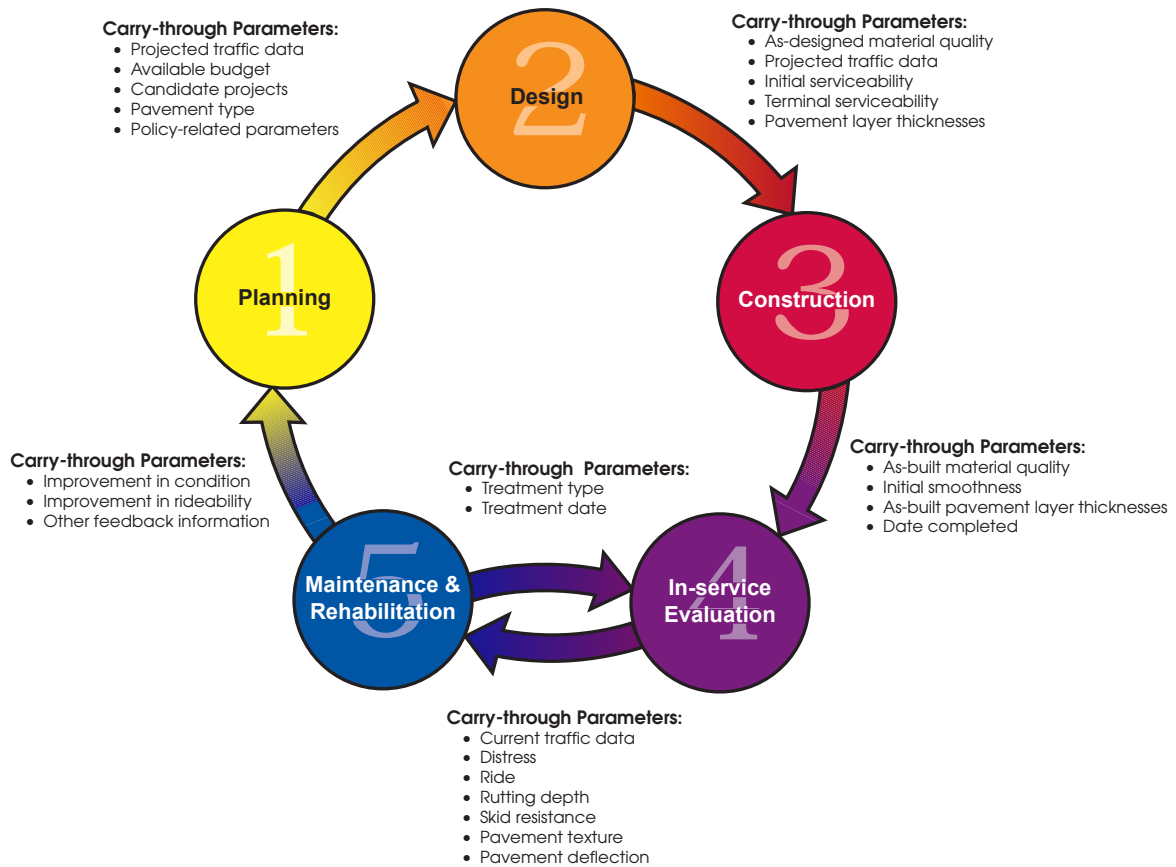 Carry-through Parameters:
• Projected traffic data
• Available budget
• Candidate projects
• Pavement type
• Policy-related parameters
2
Design
Carry-through Parameters:
• As-designed material quality
• Projected traffic data
• Initial serviceability
• Terminal serviceability
• Pavement layer thicknesses
1
Planning
3
Construction
Carry-through Parameters:
• Improvement in condition
• Improvement in rideability
• Other feedback information
Carry-through Parameters:
• Treatment type
• Treatment date
Carry-through Parameters:
• As-built material quality
• Initial smoothness
• As-built pavement layer thicknesses
• Date completed
5
Maintenance &
Rehabilitation
4
In-service
Evaluation
Carry-through Parameters:
• Current traffic data
• Distress
• Ride
• Rutting depth
• Skid resistance
• Pavement texture
• Pavement deflection